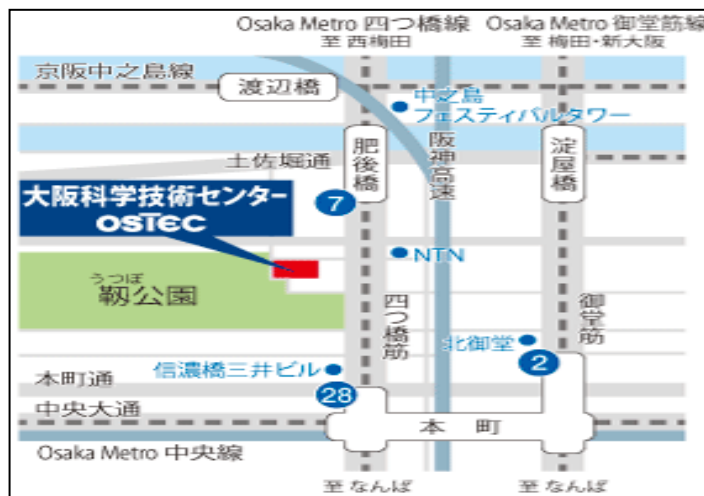 Osaka Metro 四つ橋線
至 西梅田
Osaka Metro 御堂筋線
至 梅田・新大阪
京阪中之島線
渡辺橋
中之島
フェスティバルタワー
土佐堀通
肥後橋
阪神高速
淀屋橋
大阪科学技術センター
OSTEC
7
NTN
うつぼ
靱公園
四つ橋筋
御堂筋
北御堂
2
信濃橋三井ビル
本町通
28
中央大通
本町
Osaka Metro 中央線
至 なんば
至 なんば